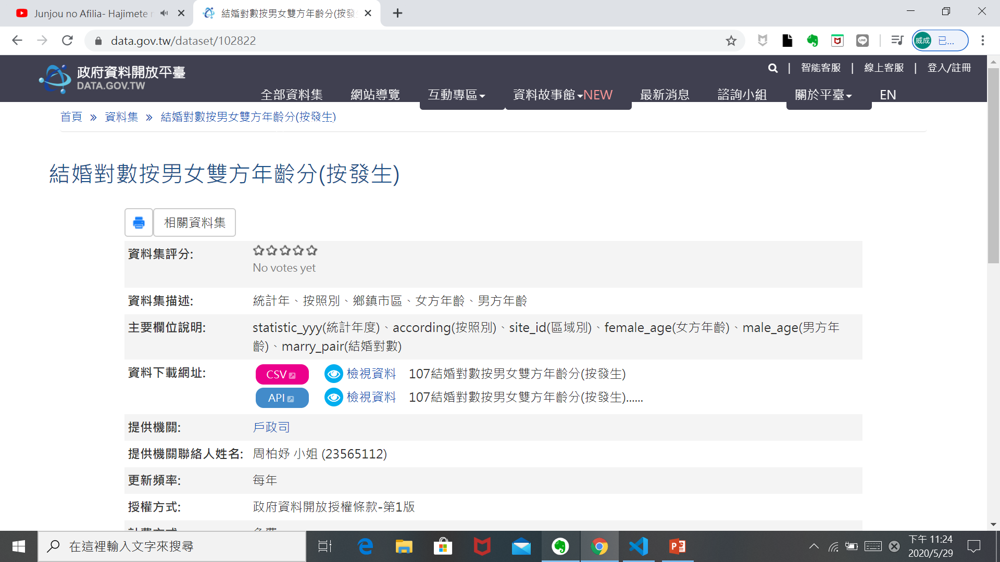 Junjou no Afilia- Hajimete
結婚對數按男女雙方年齡分(按發
data.gov.tw/dataset/102822
威成
已...
政府資料開放平臺
DATA.GOV.TW
智能客服 | 線上客服 | 登入/註冊
全部資料集 網站導覽 互動專區 資料故事館 NEW 最新消息 諮詢小組 關於平臺 EN
首頁 » 資料集 » 結婚對數按男女雙方年齡分(按發生)
結婚對數按男女雙方年齡分(按發生)
相關資料集
資料集評分:
No votes yet
資料集描述: 統計年、按照別、鄉鎮市區、女方年齡、男方年齡
主要欄位說明: statistic_yyy(統計年度)、according(按照別)、site_id(區域別)、female_age(女方年齡)、male_age(男方年
齡)、marry_pair(結婚對數)
資料下載網址: CSV 檢視資料 107結婚對數按男女雙方年齡分(按發生)
API 檢視資料 107結婚對數按男女雙方年齡分(按發生)......
提供機關: 戶政司
提供機關聯絡人姓名: 周柏妤 小姐 (23565112)
更新頻率: 每年
授權方式: 政府資料開放授權條款-第1版
在這裡輸入文字來搜尋
下午 11:24
2020/5/29